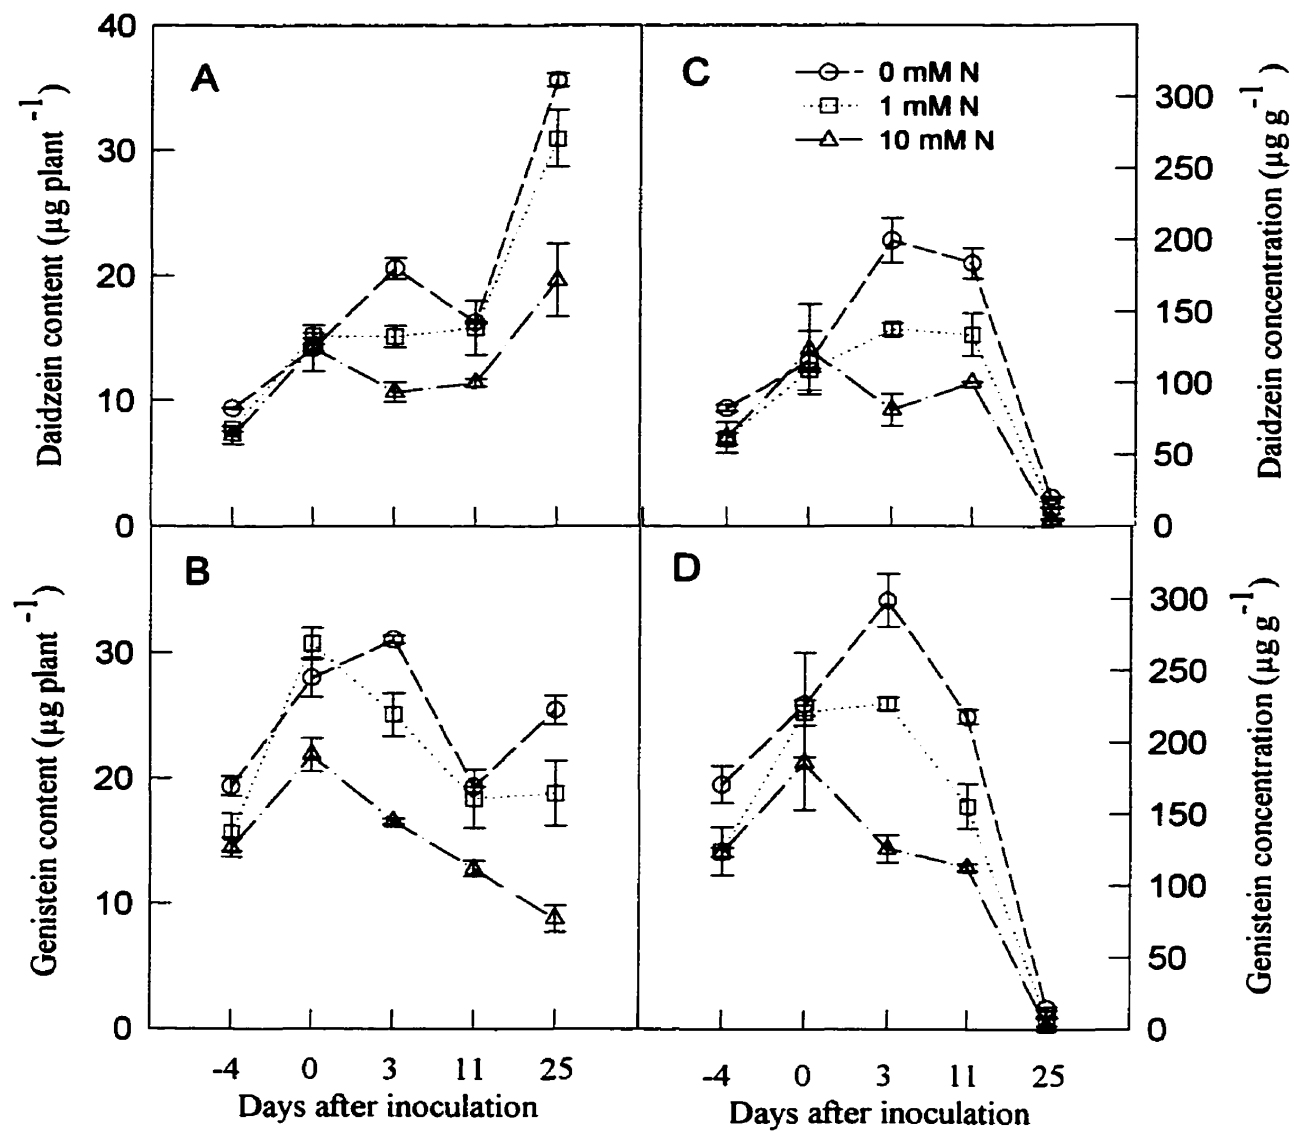 A
40
30
20
10
0
Daidzein content (µg plant -1)
C
0 mM N
1 mM N
10 mM N
300
250
200
150
100
50
0
Daidzein concentration (µg g -1)
B
30
20
10
0
Genistein content (µg plant -1)
-4 0 3 11 25
Days after inoculation
D
300
250
200
150
100
50
0
Genistein concentration (µg g -1)
-4 0 3 11 25
Days after inoculation